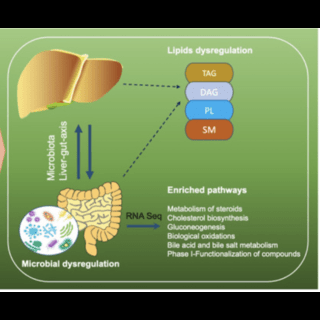 Lipids dysregulation
TAG
DAG
PL
SM
Microbiota
Liver-gut-axis
Enriched pathways
RNA Seq
Metabolism of steroids
Cholesterol biosynthesis
Gluconeogenesis
Biological oxidations
Bile acid and bile salt metabolism
Phase I-Functionalization of compounds
Microbial dysregulation